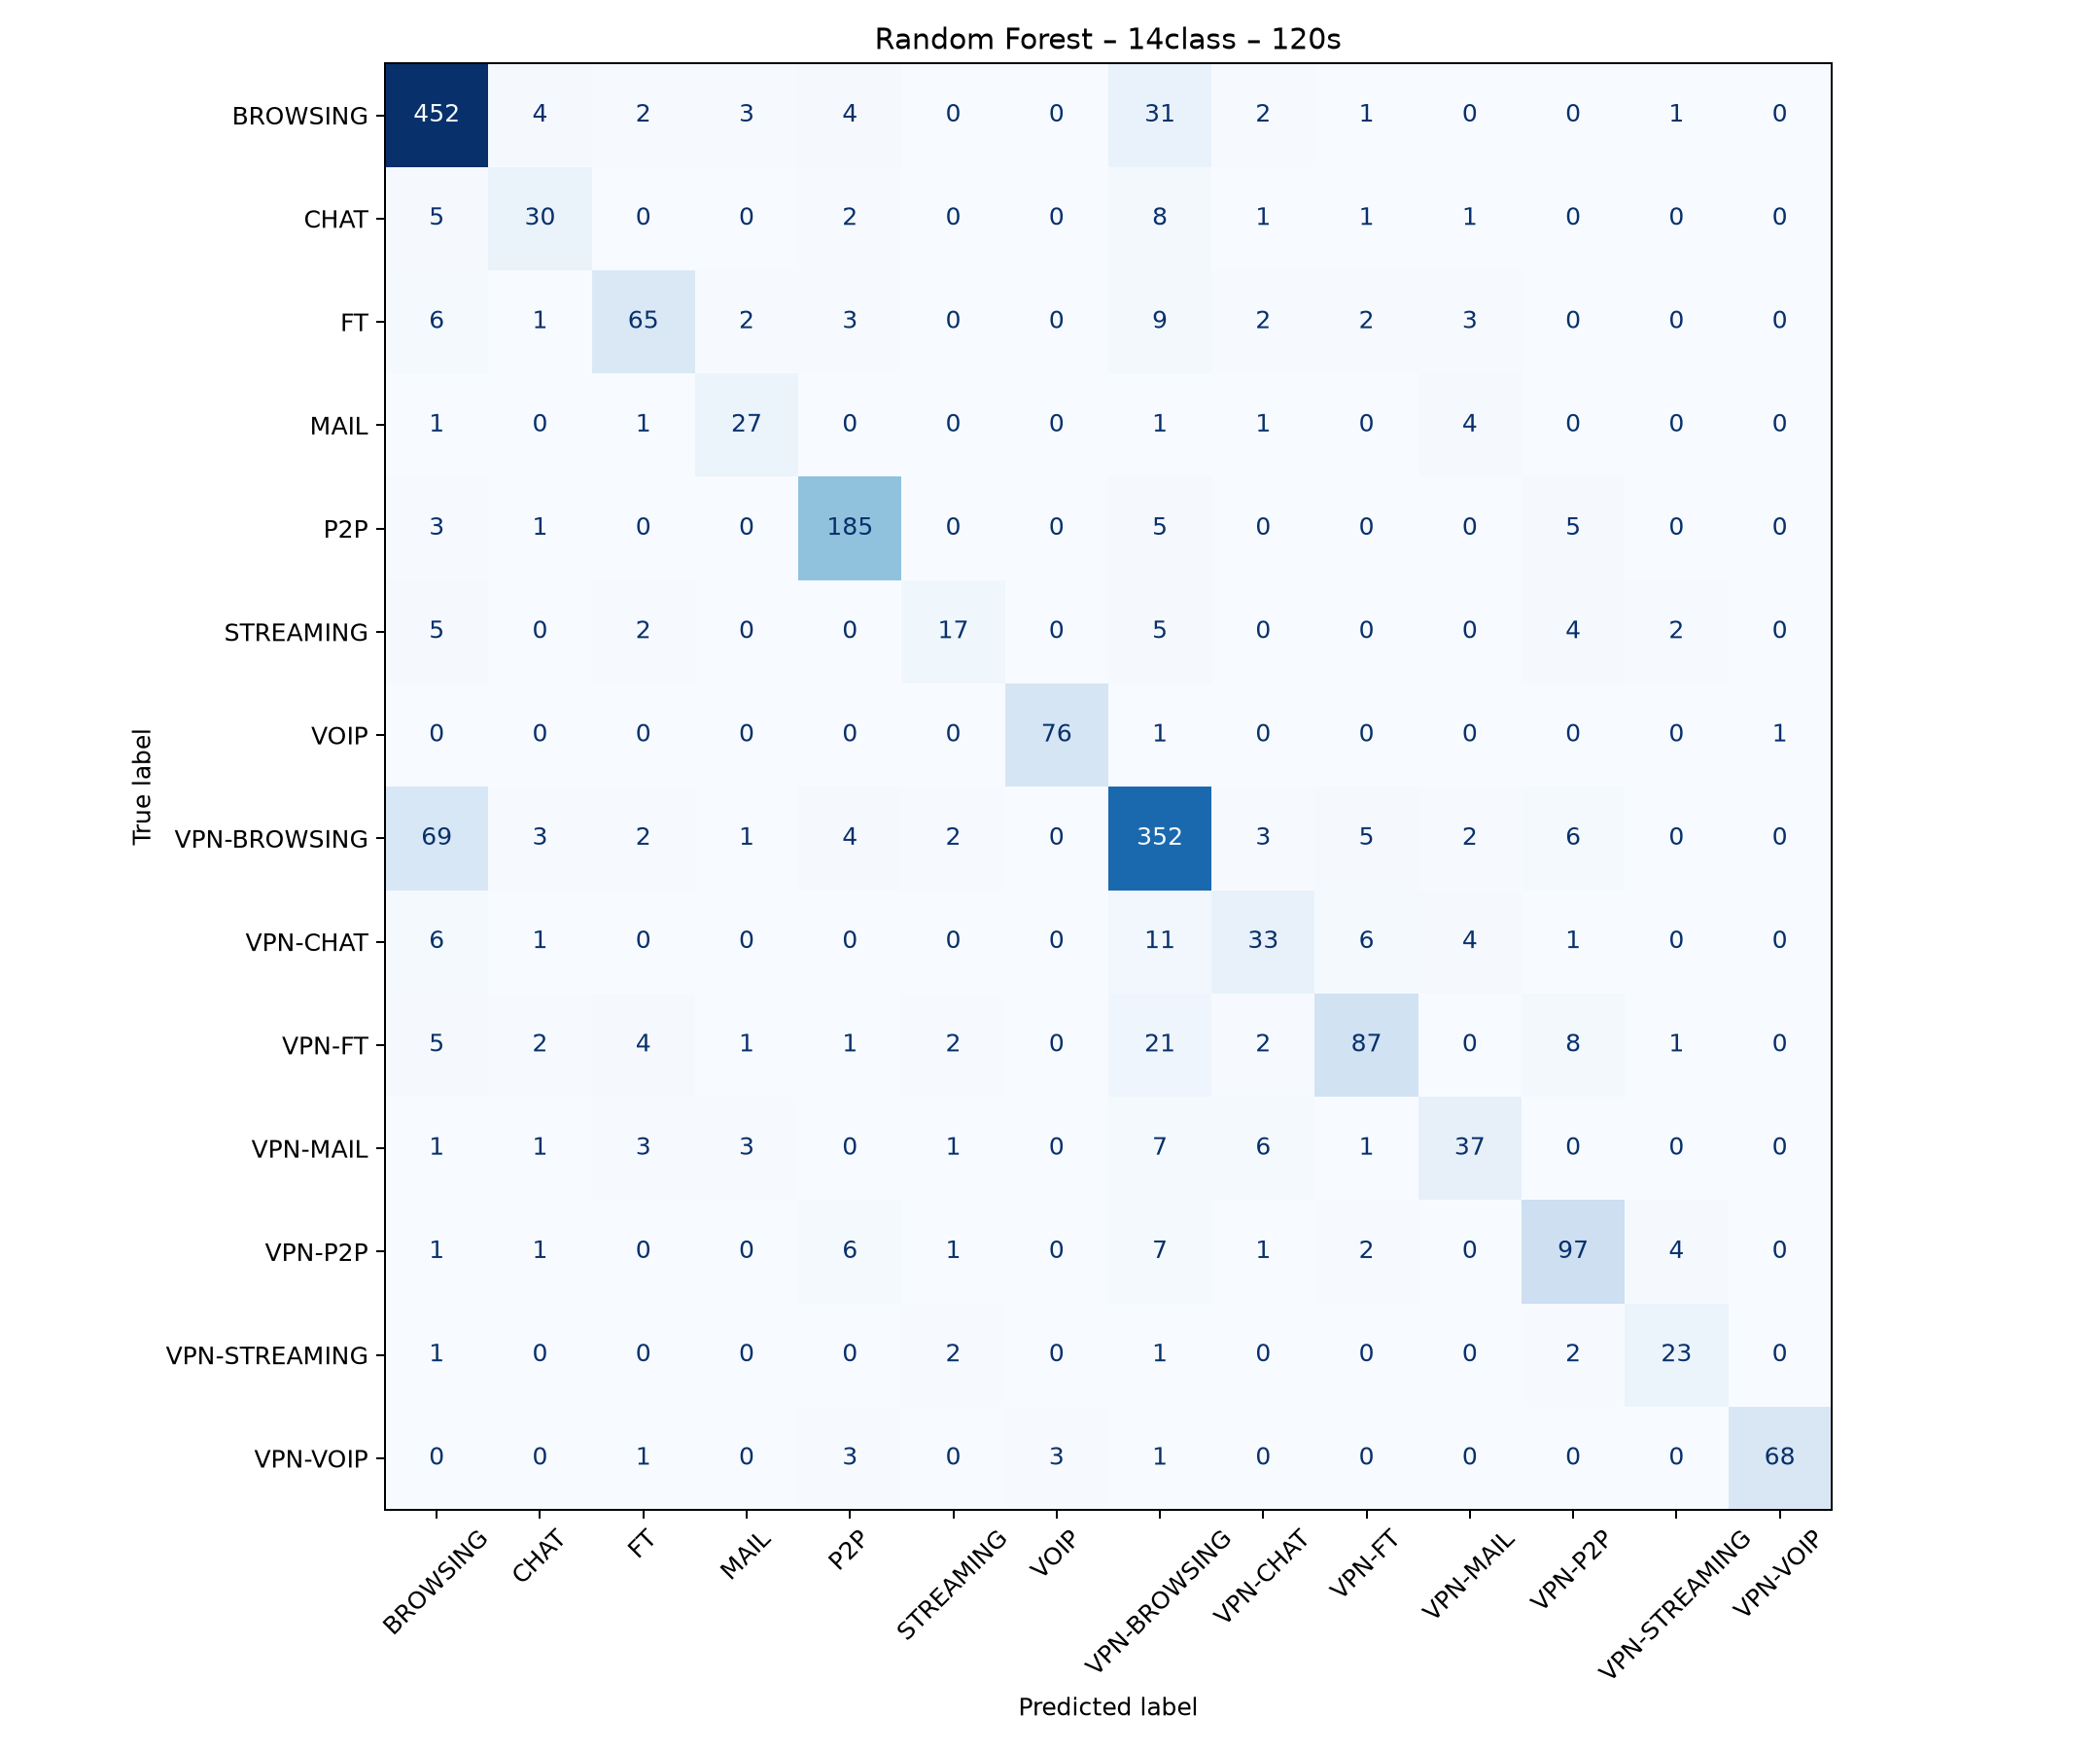 Random Forest – 14class – 120s
True label
BROWSING 452 4 2 3 4 0 0 31 2 1 0 0 1 0
CHAT 5 30 0 0 2 0 0 8 1 1 1 0 0 0
FT 6 1 65 2 3 0 0 9 2 2 3 0 0 0
MAIL 1 0 1 27 0 0 0 1 1 0 4 0 0 0
P2P 3 1 0 0 185 0 0 5 0 0 0 5 0 0
STREAMING 5 0 2 0 0 17 0 5 0 0 0 4 2 0
VOIP 0 0 0 0 0 0 76 1 0 0 0 0 0 1
VPN-BROWSING 69 3 2 1 4 2 0 352 3 5 2 6 0 0
VPN-CHAT 6 1 0 0 0 0 0 11 33 6 4 1 0 0
VPN-FT 5 2 4 1 1 2 0 21 2 87 0 8 1 0
VPN-MAIL 1 1 3 3 0 1 0 7 6 1 37 0 0 0
VPN-P2P 1 1 0 0 6 1 0 7 1 2 0 97 4 0
VPN-STREAMING 1 0 0 0 0 2 0 1 0 0 0 2 23 0
VPN-VOIP 0 0 1 0 3 0 3 1 0 0 0 0 0 68
BROWSING CHAT FT MAIL P2P STREAMING VOIP VPN-BROWSING VPN-CHAT VPN-FT VPN-MAIL VPN-P2P VPN-STREAMING VPN-VOIP
Predicted label